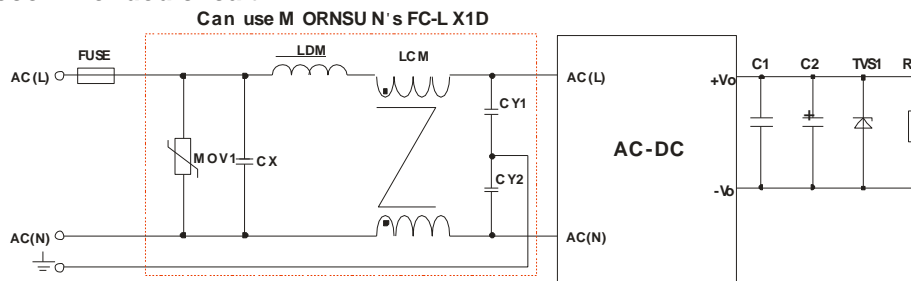 Can use MORNSUN's FC-LX1D
FUSE
LDM
LCM
AC(L)
AC(L)
+Vo
C1
C2
TVS1
R
CY1
MOV1
CX
AC-DC
CY2
-Vo
AC(N)
AC(N)